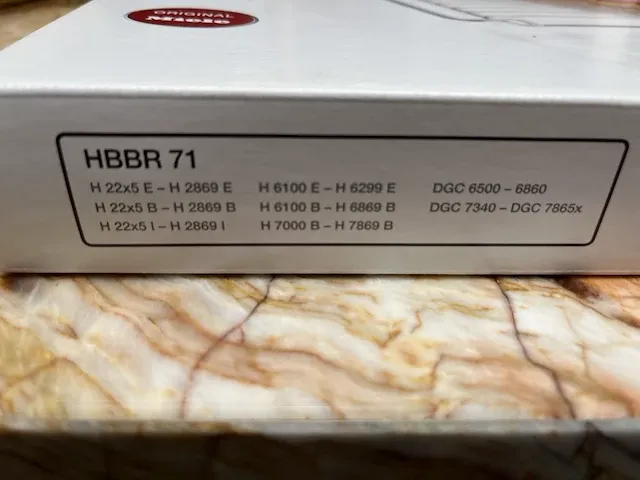 ORIGINAL
Miele
HBBR 71
H 22x5 E – H 2869 E H 6100 E – H 6299 E DGC 6500 – 6860
H 22x5 B – H 2869 B H 6100 B – H 6869 B DGC 7340 – DGC 7865x
H 22x5 I – H 2869 I H 7000 B – H 7869 B